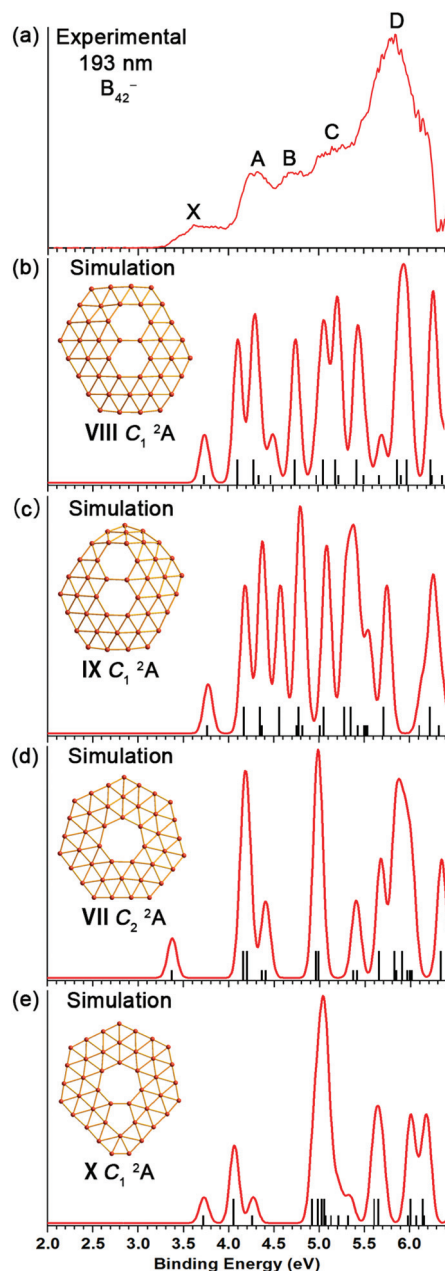 (a) Experimental
193 nm
B₄₂⁻
X
A
B
C
D
(b) Simulation
VIII C₁ ²A
(c) Simulation
IX C₁ ²A
(d) Simulation
VII C₂ ²A
(e) Simulation
X C₁ ²A
2.0 2.5 3.0 3.5 4.0 4.5 5.0 5.5 6.0
Binding Energy (eV)